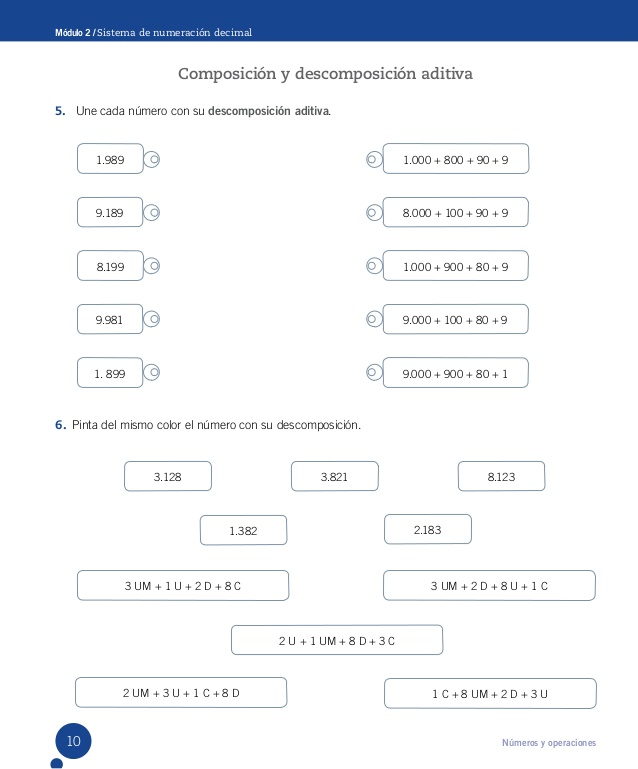 Módulo 2 / Sistema de numeración decimal
Composición y descomposición aditiva
5. Une cada número con su descomposición aditiva.
1.989 1.000 + 800 + 90 + 9
9.189 8.000 + 100 + 90 + 9
8.199 1.000 + 900 + 80 + 9
9.981 9.000 + 100 + 80 + 9
1. 899 9.000 + 900 + 80 + 1
6. Pinta del mismo color el número con su descomposición.
3.128 3.821 8.123
1.382 2.183
3 UM + 1 U + 2 D + 8 C 3 UM + 2 D + 8 U + 1 C
2 U + 1 UM + 8 D + 3 C
2 UM + 3 U + 1 C + 8 D 1 C + 8 UM + 2 D + 3 U
10 Números y operaciones